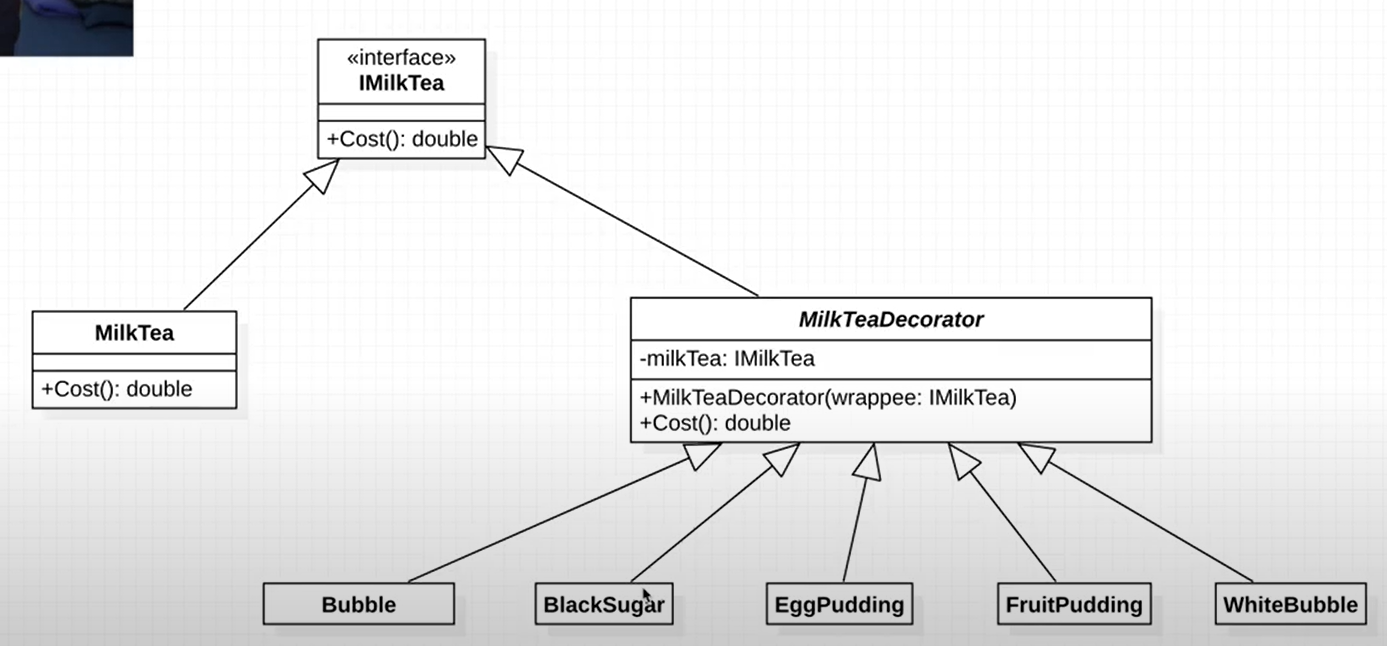 «interface»
IMilkTea
+Cost(): double
MilkTea
+Cost(): double
MilkTeaDecorator
-milkTea: IMilkTea
+MilkTeaDecorator(wrappee: IMilkTea)
+Cost(): double
Bubble
BlackSugar
EggPudding
FruitPudding
WhiteBubble